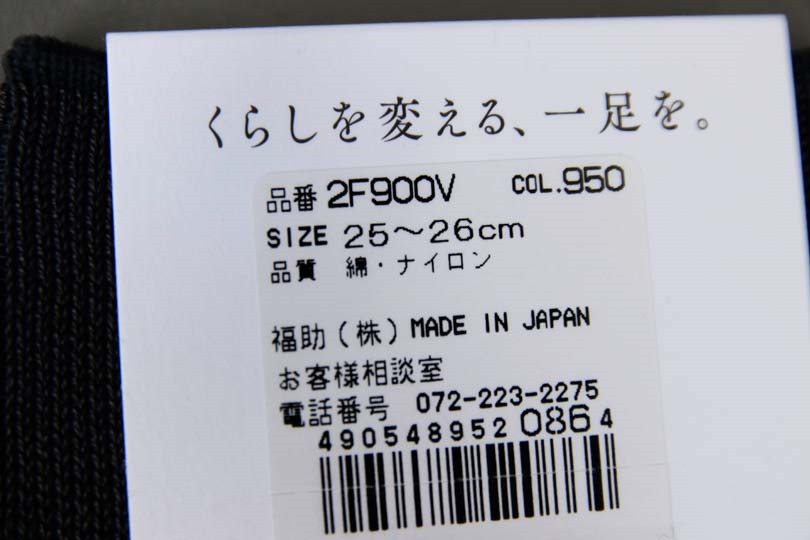 くらしを変える、一足を。
品番 2F900V COL.950
SIZE 25～26cm
品質 綿・ナイロン
福助(株) MADE IN JAPAN
お客様相談室
電話番号 072-223-2275
4905489520864